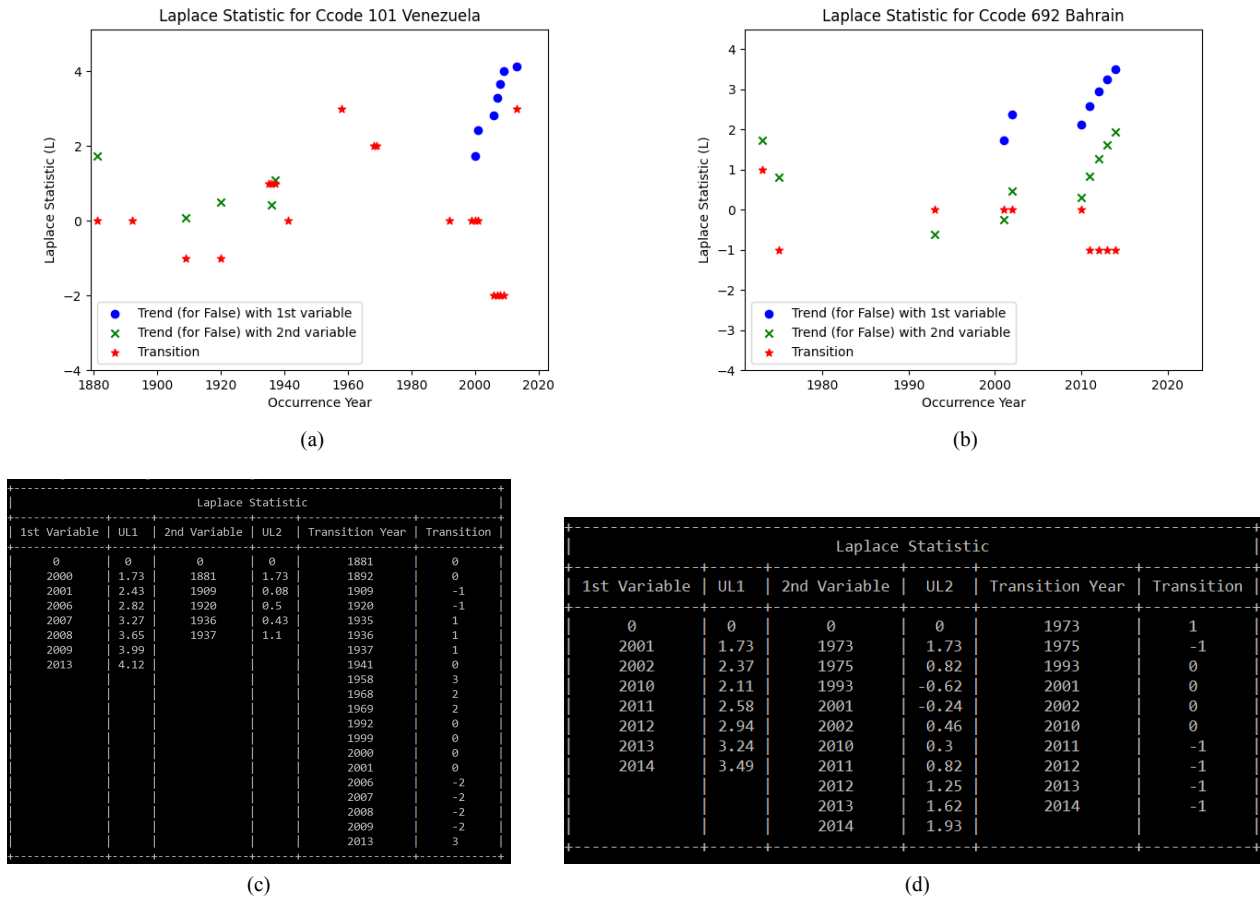 Laplace Statistic for Ccode 101 Venezuela
Laplace Statistic (L)
4
2
0
−2
−4
Trend (for False) with 1st variable
Trend (for False) with 2nd variable
Transition
1880 1900 1920 1940 1960 1980 2000 2020
Occurrence Year
(a)
Laplace Statistic for Ccode 692 Bahrain
Laplace Statistic (L)
4
3
2
1
0
−1
−2
−3
−4
Trend (for False) with 1st variable
Trend (for False) with 2nd variable
Transition
1980 1990 2000 2010 2020
Occurrence Year
(b)
Laplace Statistic
1st Variable | UL1 | 2nd Variable | UL2 | Transition Year | Transition
0 | 0 | 0 | 0 | 1881 | 0
2000 | 1.73 | 1881 | 1.73 | 1892 | 0
2001 | 2.43 | 1909 | 0.08 | 1909 | -1
2006 | 2.82 | 1920 | 0.5 | 1920 | -1
2007 | 3.27 | 1936 | 0.43 | 1935 | 1
2008 | 3.65 | 1937 | 1.1 | 1936 | 1
2009 | 3.99 | | | 1937 | 1
2013 | 4.12 | | | 1941 | 0
1958 | 3
1968 | 2
1969 | 2
1992 | 0
1999 | 0
2000 | 0
2001 | 0
2006 | -2
2007 | -2
2008 | -2
2009 | -2
2013 | 3
(c)
Laplace Statistic
1st Variable | UL1 | 2nd Variable | UL2 | Transition Year | Transition
0 | 0 | 0 | 0 | 1973 | 1
2001 | 1.73 | 1973 | 1.73 | 1975 | -1
2002 | 2.37 | 1975 | 0.82 | 1993 | 0
2010 | 2.11 | 1993 | -0.62 | 2001 | 0
2011 | 2.58 | 2001 | -0.24 | 2002 | 0
2012 | 2.94 | 2002 | 0.46 | 2010 | 0
2013 | 3.24 | 2010 | 0.3 | 2011 | -1
2014 | 3.49 | 2011 | 0.82 | 2012 | -1
2012 | 1.25 | 2013 | -1
2013 | 1.62 | 2014 | -1
2014 | 1.93
(d)